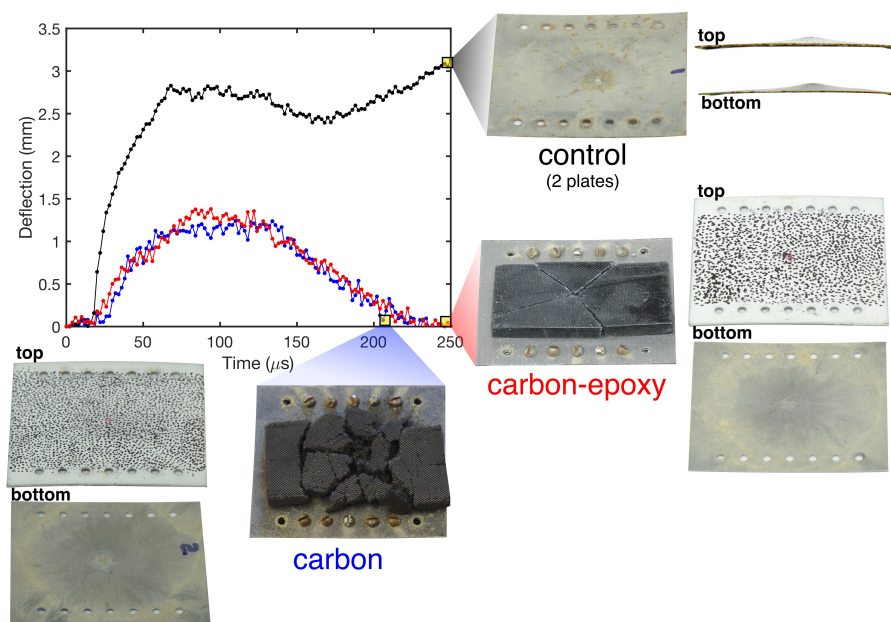 3.5
3
2.5
2
1.5
1
0.5
0
Deflection (mm)
0
50
100
150
200
250
Time (μs)
control
(2 plates)
top
bottom
top
bottom
carbon-epoxy
top
bottom
carbon